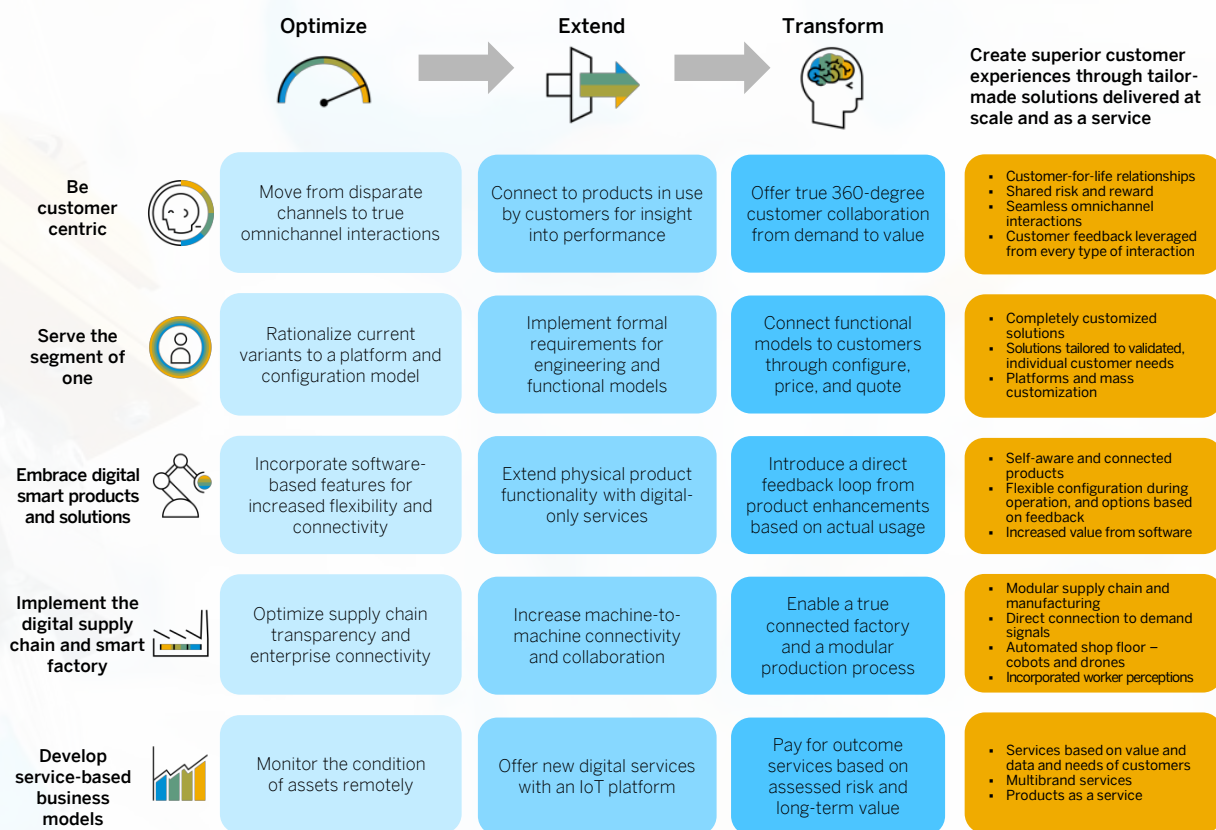 Optimize
Extend
Transform
Create superior customer
experiences through tailor-
made solutions delivered at
scale and as a service
Be
customer
centric
Move from disparate
channels to true
omnichannel interactions
Connect to products in use
by customers for insight
into performance
Offer true 360-degree
customer collaboration
from demand to value
▪ Customer-for-life relationships
▪ Shared risk and reward
▪ Seamless omnichannel
interactions
▪ Customer feedback leveraged
from every type of interaction
Serve the
segment of
one
Rationalize current
variants to a platform and
configuration model
Implement formal
requirements for
engineering and
functional models
Connect functional
models to customers
through configure,
price, and quote
▪ Completely customized
solutions
▪ Solutions tailored to validated,
individual customer needs
▪ Platforms and mass
customization
Embrace digital
smart products
and solutions
Incorporate software-
based features for
increased flexibility and
connectivity
Extend physical product
functionality with digital-
only services
Introduce a direct
feedback loop from
product enhancements
based on actual usage
▪ Self-aware and connected
products
▪ Flexible configuration during
operation, and options based
on feedback
▪ Increased value from software
Implement the
digital supply
chain and smart
factory
Optimize supply chain
transparency and
enterprise connectivity
Increase machine-to-
machine connectivity
and collaboration
Enable a true
connected factory
and a modular
production process
▪ Modular supply chain and
manufacturing
▪ Direct connection to demand
signals
▪ Automated shop floor –
cobots and drones
▪ Incorporated worker perceptions
Develop
service-based
business
models
Monitor the condition
of assets remotely
Offer new digital services
with an IoT platform
Pay for outcome
services based on
assessed risk and
long-term value
▪ Services based on value and
data and needs of customers
▪ Multibrand services
▪ Products as a service